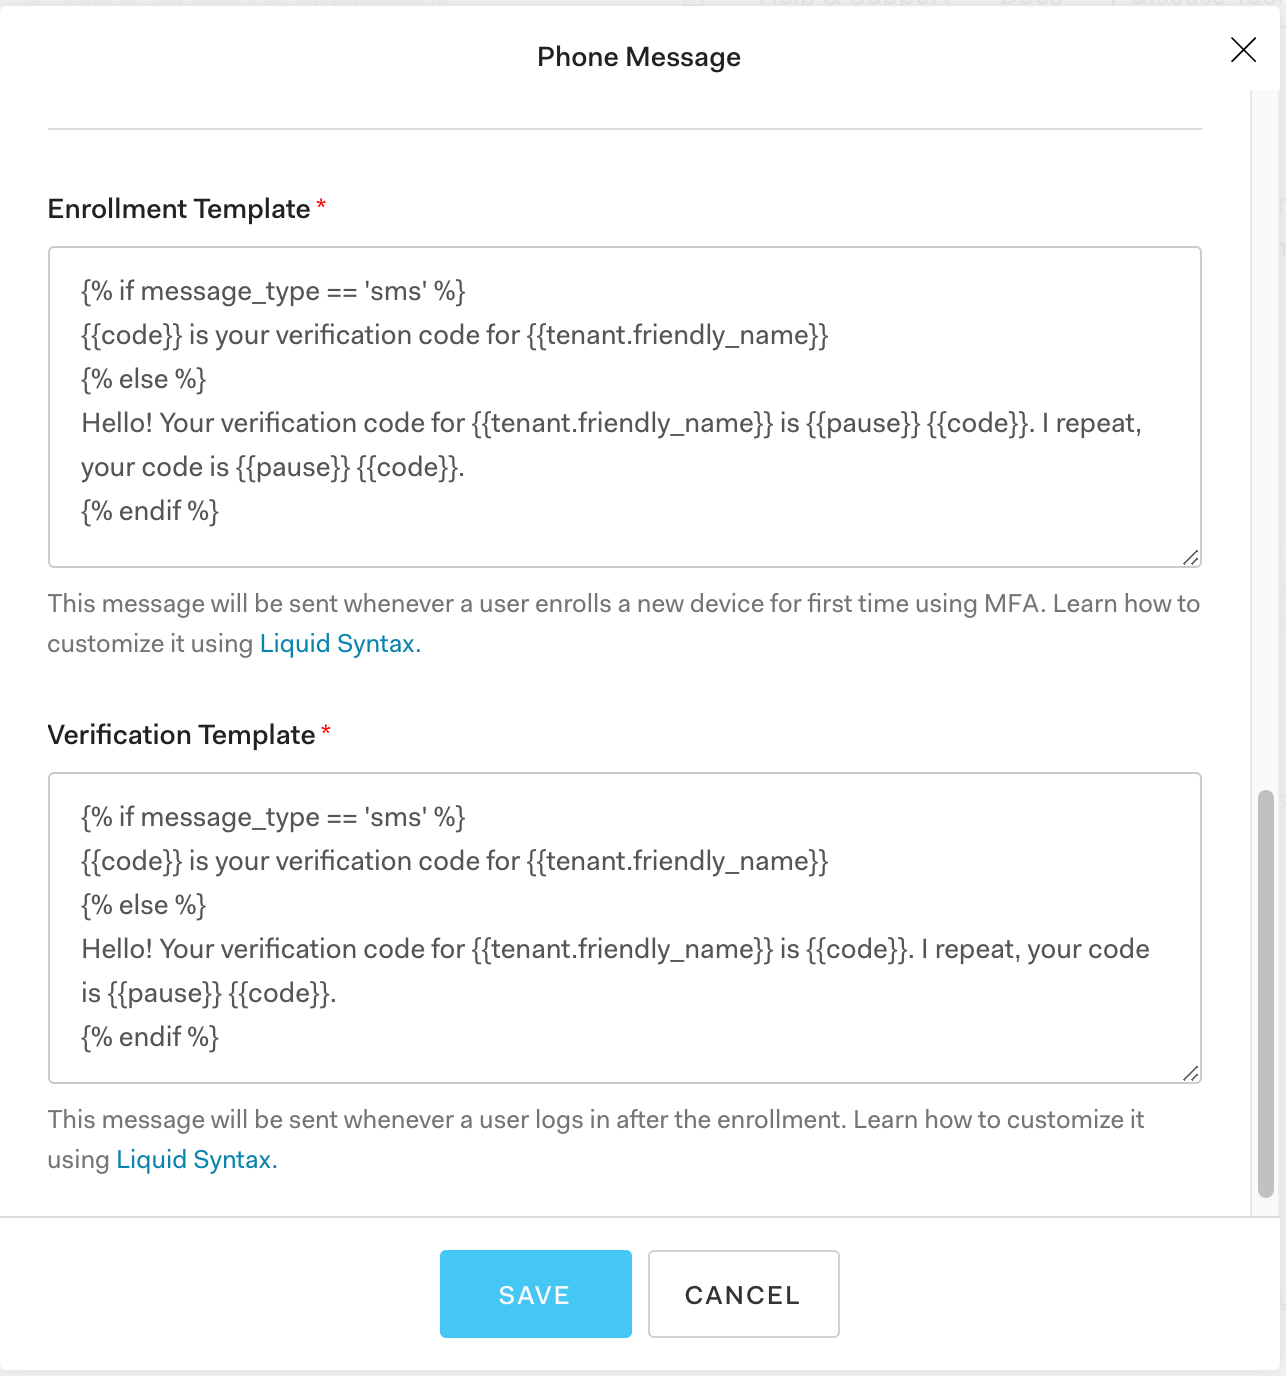 Phone Message
Enrollment Template *
{% if message_type == 'sms' %}
{{code}} is your verification code for {{tenant.friendly_name}}
{% else %}
Hello! Your verification code for {{tenant.friendly_name}} is {{pause}} {{code}}. I repeat,
your code is {{pause}} {{code}}.
{% endif %}
This message will be sent whenever a user enrolls a new device for first time using MFA. Learn how to
customize it using Liquid Syntax.
Verification Template *
{% if message_type == 'sms' %}
{{code}} is your verification code for {{tenant.friendly_name}}
{% else %}
Hello! Your verification code for {{tenant.friendly_name}} is {{code}}. I repeat, your code
is {{pause}} {{code}}.
{% endif %}
This message will be sent whenever a user logs in after the enrollment. Learn how to customize it
using Liquid Syntax.
SAVE
CANCEL